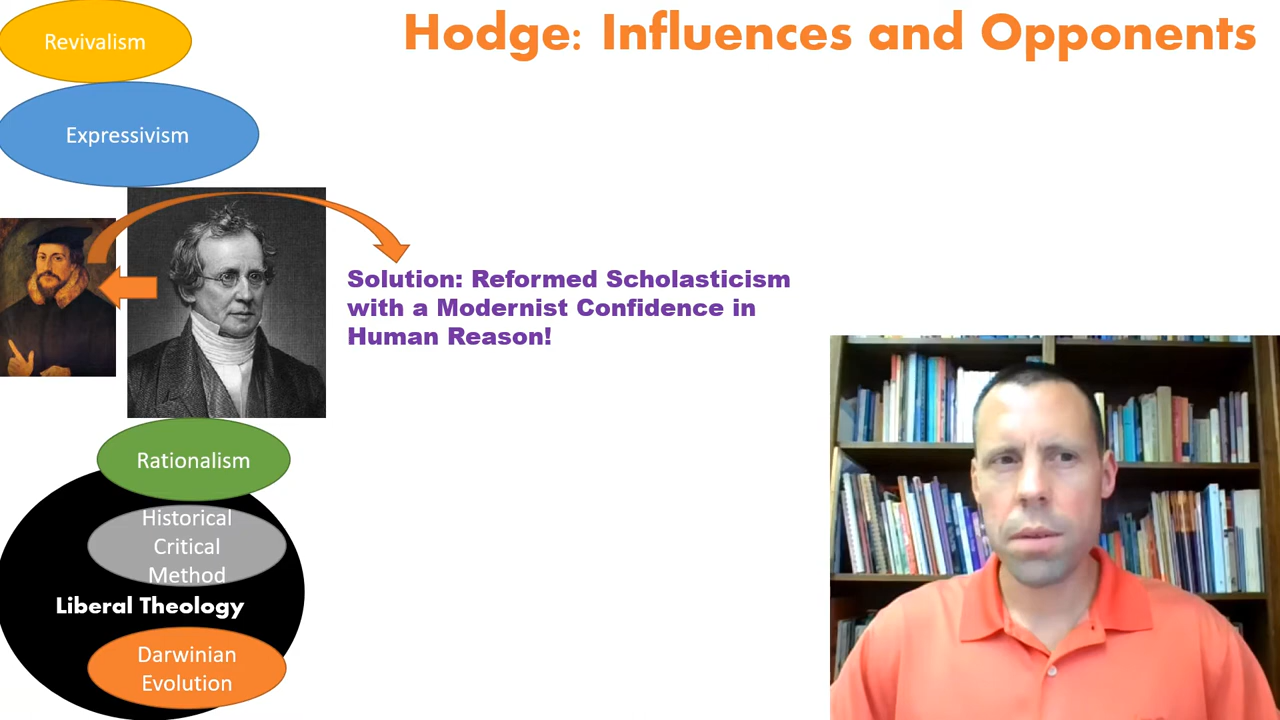 Revivalism
Hodge: Influences and Opponents
Expressivism
Solution: Reformed Scholasticism
with a Modernist Confidence in
Human Reason!
Rationalism
Historical
Critical
Method
Liberal Theology
Darwinian
Evolution